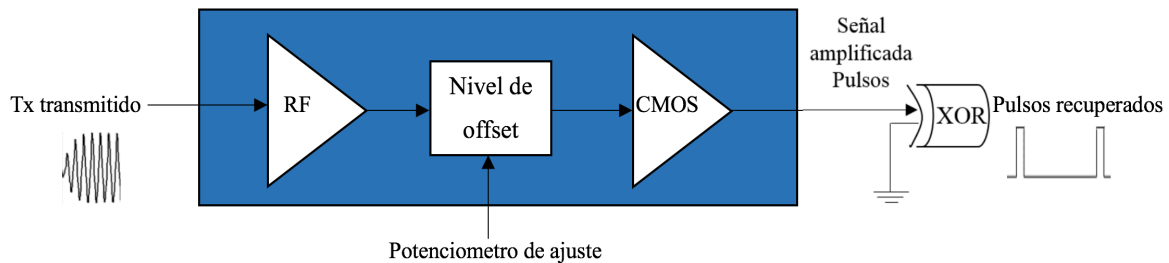 Tx transmitido
RF
Nivel de
offset
CMOS
Señal
amplificada
Pulsos
XOR
Pulsos recuperados
Potenciometro de ajuste